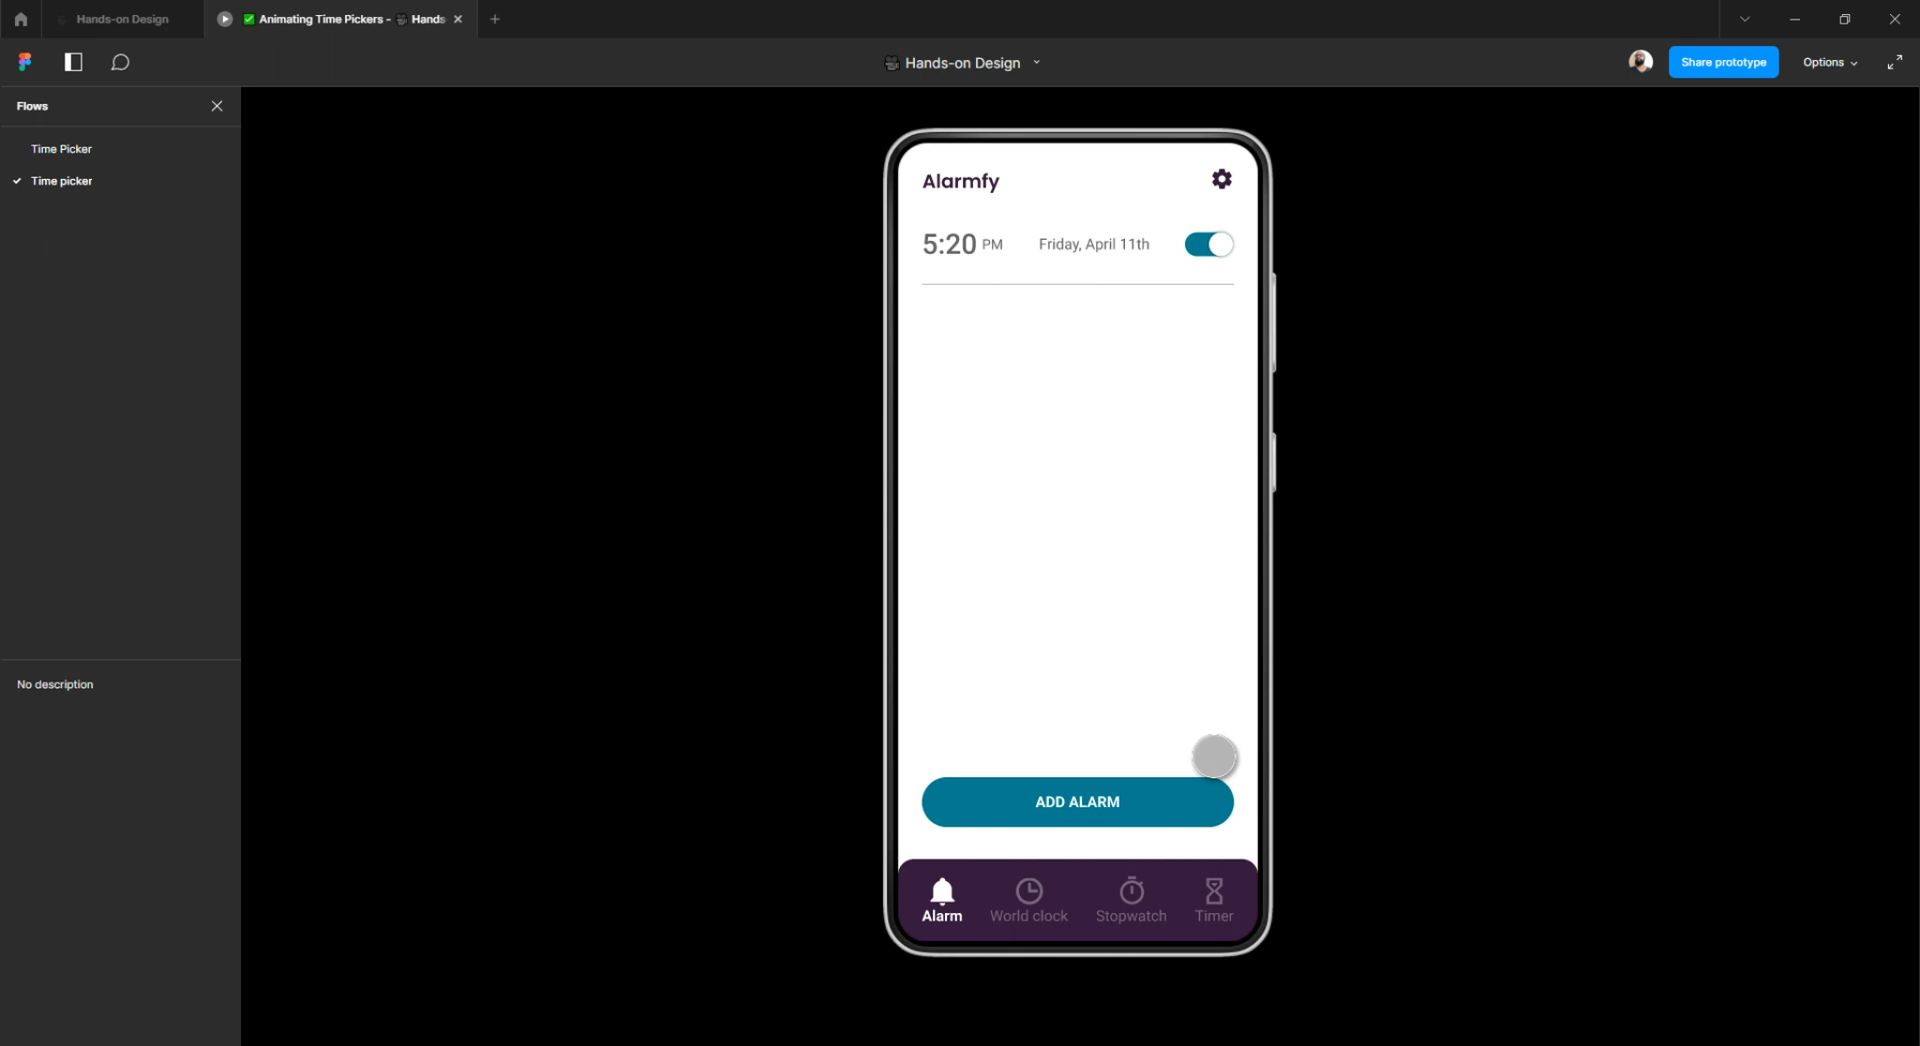 Hands-on Design
Animating Time Pickers - Hands
Hands-on Design
Share prototype
Options
Flows
Time Picker
Time picker
No description
Alarmfy
5:20 PM Friday, April 11th
ADD ALARM
Alarm World clock Stopwatch Timer